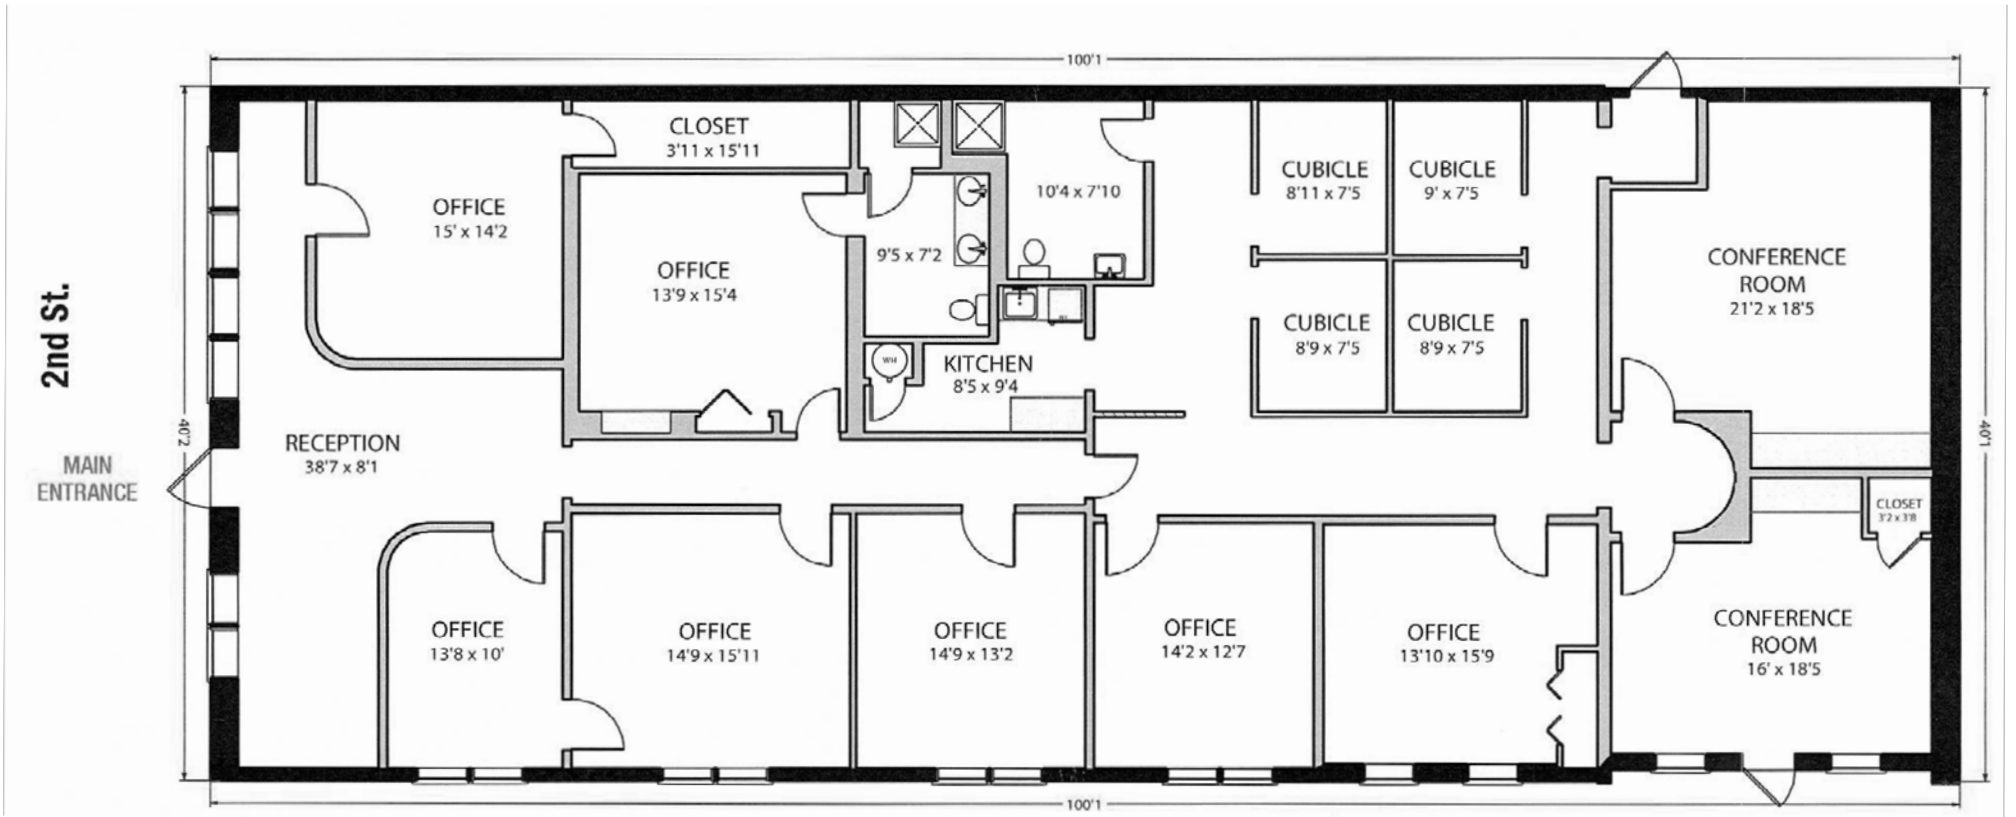 100'1
2nd St.
MAIN
ENTRANCE
40'2
40'1
CLOSET
3'11 x 15'11
OFFICE
15' x 14'2
OFFICE
13'9 x 15'4
9'5 x 7'2
10'4 x 7'10
CUBICLE
8'11 x 7'5
CUBICLE
9' x 7'5
CUBICLE
8'9 x 7'5
CUBICLE
8'9 x 7'5
CONFERENCE
ROOM
21'2 x 18'5
WH
KITCHEN
8'5 x 9'4
RECEPTION
38'7 x 8'1
CLOSET
3'2 x 3'8
OFFICE
13'8 x 10'
OFFICE
14'9 x 15'11
OFFICE
14'9 x 13'2
OFFICE
14'2 x 12'7
OFFICE
13'10 x 15'9
CONFERENCE
ROOM
16' x 18'5
100'1